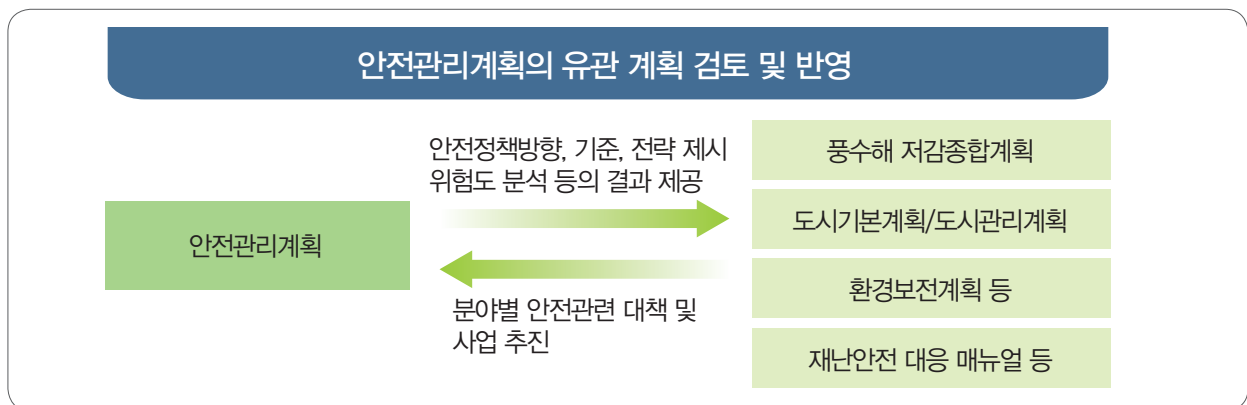 안전관리계획의 유관 계획 검토 및 반영
안전정책방향, 기준, 전략 제시
위험도 분석 등의 결과 제공
안전관리계획
분야별 안전관련 대책 및
사업 추진
풍수해 저감종합계획
도시기본계획/도시관리계획
환경보전계획 등
재난안전 대응 매뉴얼 등